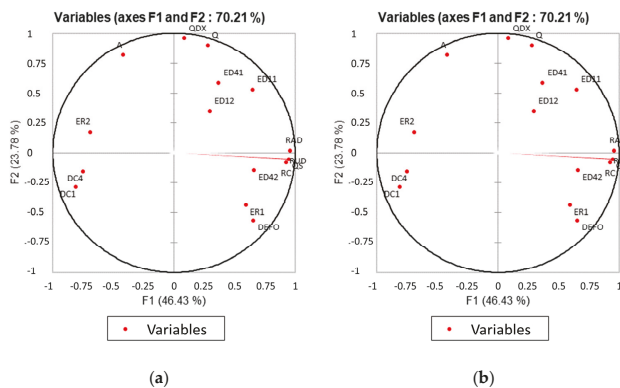 Variables (axes F1 and F2 : 70.21 %)
1
0.75
0.5
0.25
0
-0.25
-0.5
-0.75
-1
F2 (23.78 %)
QDX
Q
A
ED41
ED11
ED12
ER2
RAD
RC
DC4
DC1
ED42
ER1
DEFO
-1 -0.75 -0.5 -0.25 0 0.25 0.5 0.75 1
F1 (46.43 %)
Variables
(a)
Variables (axes F1 and F2 : 70.21 %)
1
0.75
0.5
0.25
0
-0.25
-0.5
-0.75
-1
F2 (23.78 %)
QDX
Q
A
ED41
ED11
ED12
ER2
RC
DC4
DC1
ED42
ER1
DEFO
-1 -0.75 -0.5 -0.25 0 0.25 0.5 0.75 1
F1 (46.43 %)
Variables
(b)